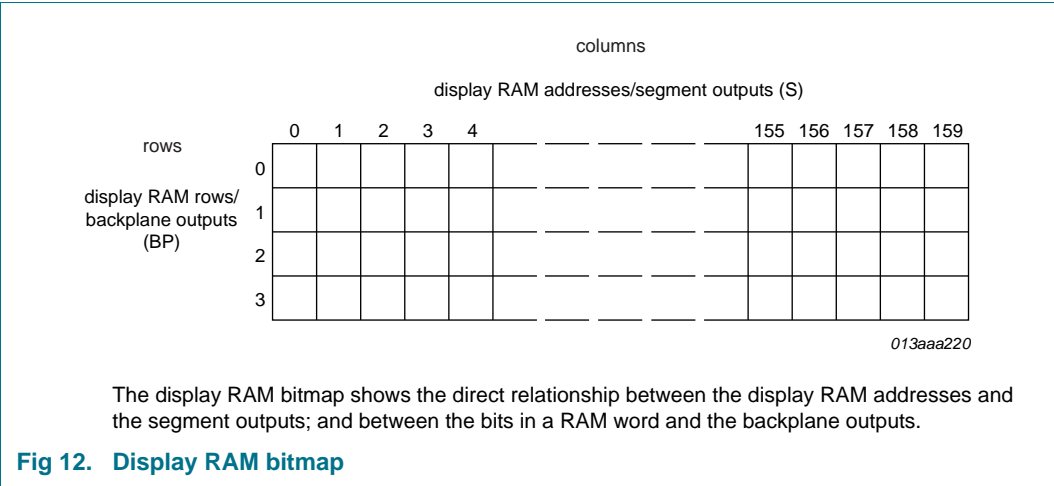 columns
display RAM addresses/segment outputs (S)
0 1 2 3 4 155 156 157 158 159
rows
0
display RAM rows/
backplane outputs
(BP)
1
2
3
013aaa220
The display RAM bitmap shows the direct relationship between the display RAM addresses and
the segment outputs; and between the bits in a RAM word and the backplane outputs.
Fig 12. Display RAM bitmap